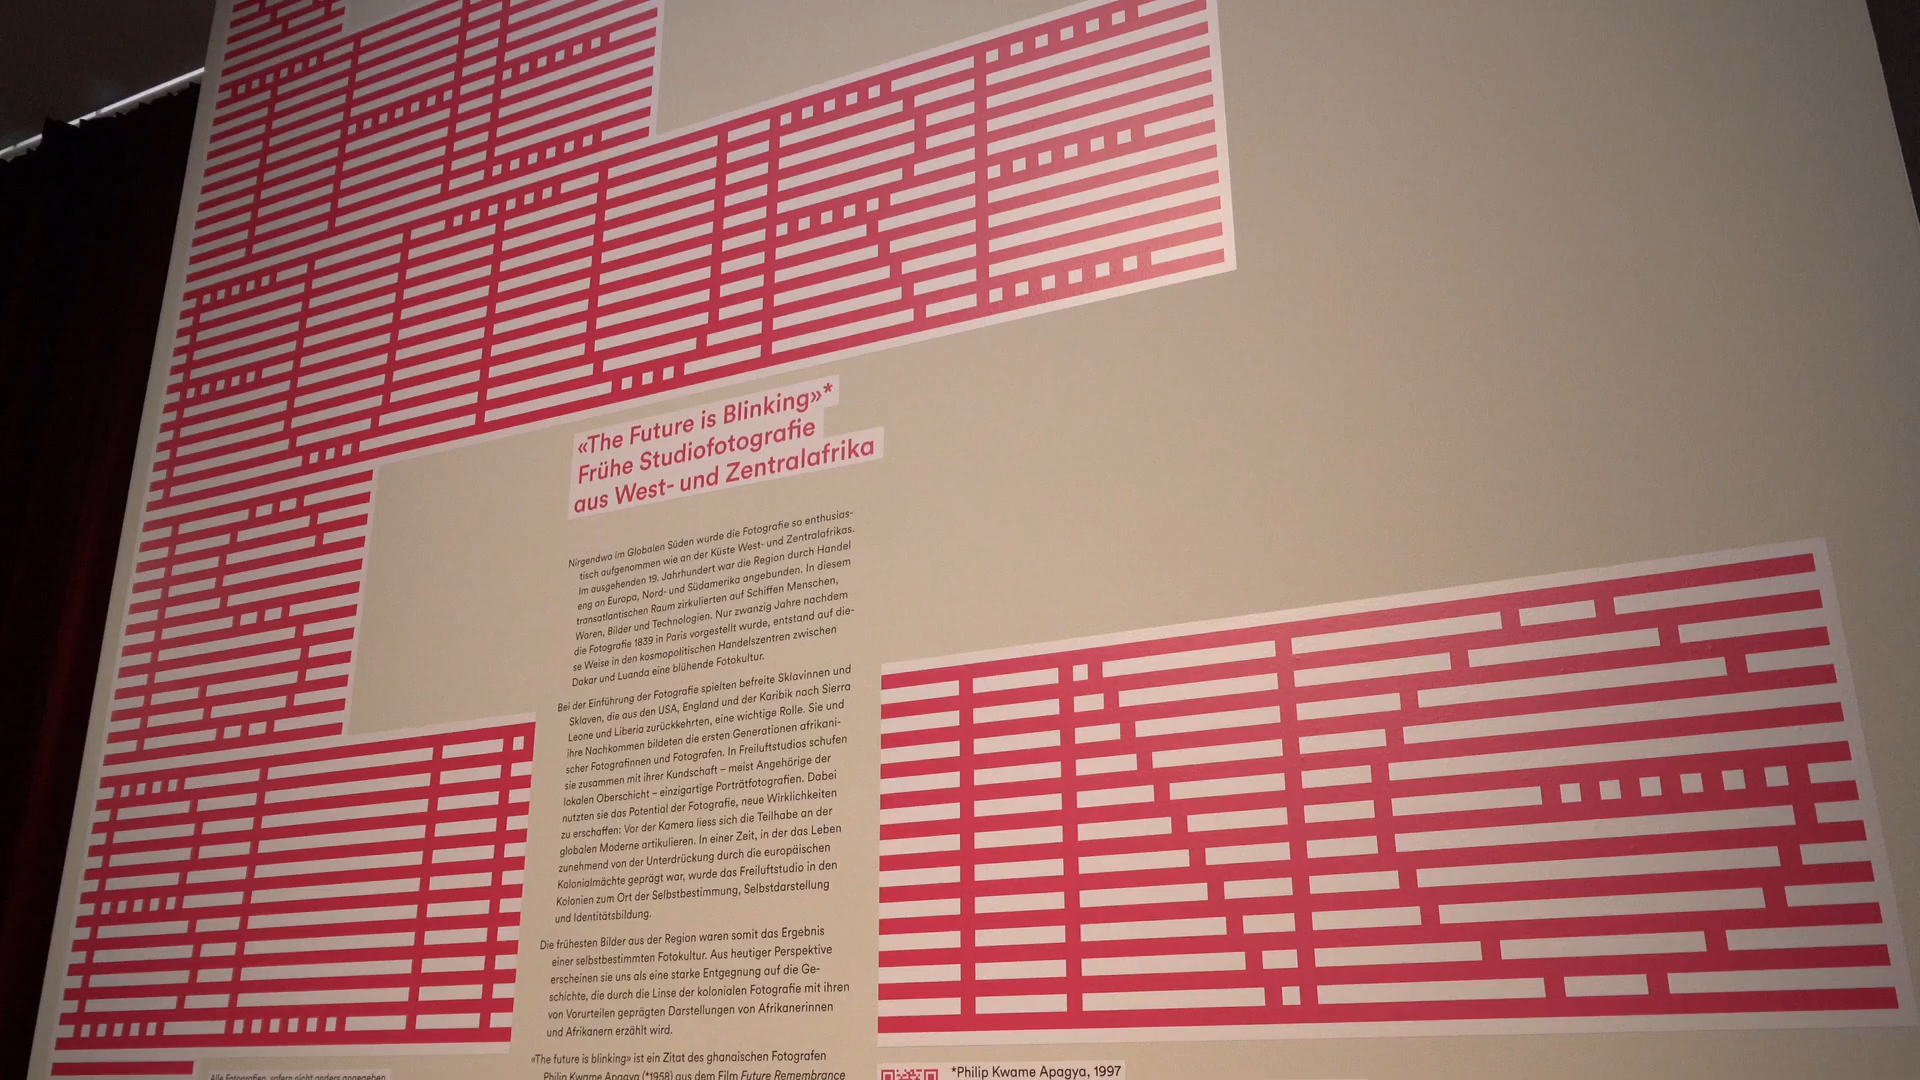 «The Future is Blinking»*
Frühe Studiofotografie
aus West- und Zentralafrika
Nirgendwo im Globalen Süden wurde die Fotografie so enthusias-
tisch aufgenommen wie an der Küste West- und Zentralafrikas.
Im ausgehenden 19. Jahrhundert war die Region durch Handel
eng an Europa, Nord- und Südamerika angebunden. In diesem
transatlantischen Raum zirkulierten auf Schiffen Menschen,
Waren, Bilder und Technologien. Nur zwanzig Jahre nachdem
die Fotografie 1839 in Paris vorgestellt wurde, entstand auf die-
se Weise in den kosmopolitischen Handelszentren zwischen
Dakar und Luanda eine blühende Fotokultur.
Bei der Einführung der Fotografie spielten befreite Sklavinnen und
Sklaven, die aus den USA, England und der Karibik nach Sierra
Leone und Liberia zurückkehrten, eine wichtige Rolle. Sie und
ihre Nachkommen bildeten die ersten Generationen afrikani-
scher Fotografinnen und Fotografen. In Freiluftstudios schufen
sie zusammen mit ihrer Kundschaft – meist Angehörige der
lokalen Oberschicht – einzigartige Porträtfotografien. Dabei
nutzten sie das Potential der Fotografie, neue Wirklichkeiten
zu erschaffen: Vor der Kamera liess sich die Teilhabe an der
globalen Moderne artikulieren. In einer Zeit, in der das Leben
zunehmend von der Unterdrückung durch die europäischen
Kolonialmächte geprägt war, wurde das Freiluftstudio in den
Kolonien zum Ort der Selbstbestimmung, Selbstdarstellung
und Identitätsbildung.
Die frühesten Bilder aus der Region waren somit das Ergebnis
einer selbstbestimmten Fotokultur. Aus heutiger Perspektive
erscheinen sie uns als eine starke Entgegnung auf die Ge-
schichte, die durch die Linse der kolonialen Fotografie mit ihren
von Vorurteilen geprägten Darstellungen von Afrikanerinnen
und Afrikanern erzählt wird.
«The future is blinking» ist ein Zitat des ghanaischen Fotografen
Philip Kwame Apagya (*1958) aus dem Film Future Remembrance
Alle Fotografien, sofern nicht anders angegeben
*Philip Kwame Apagya, 1997